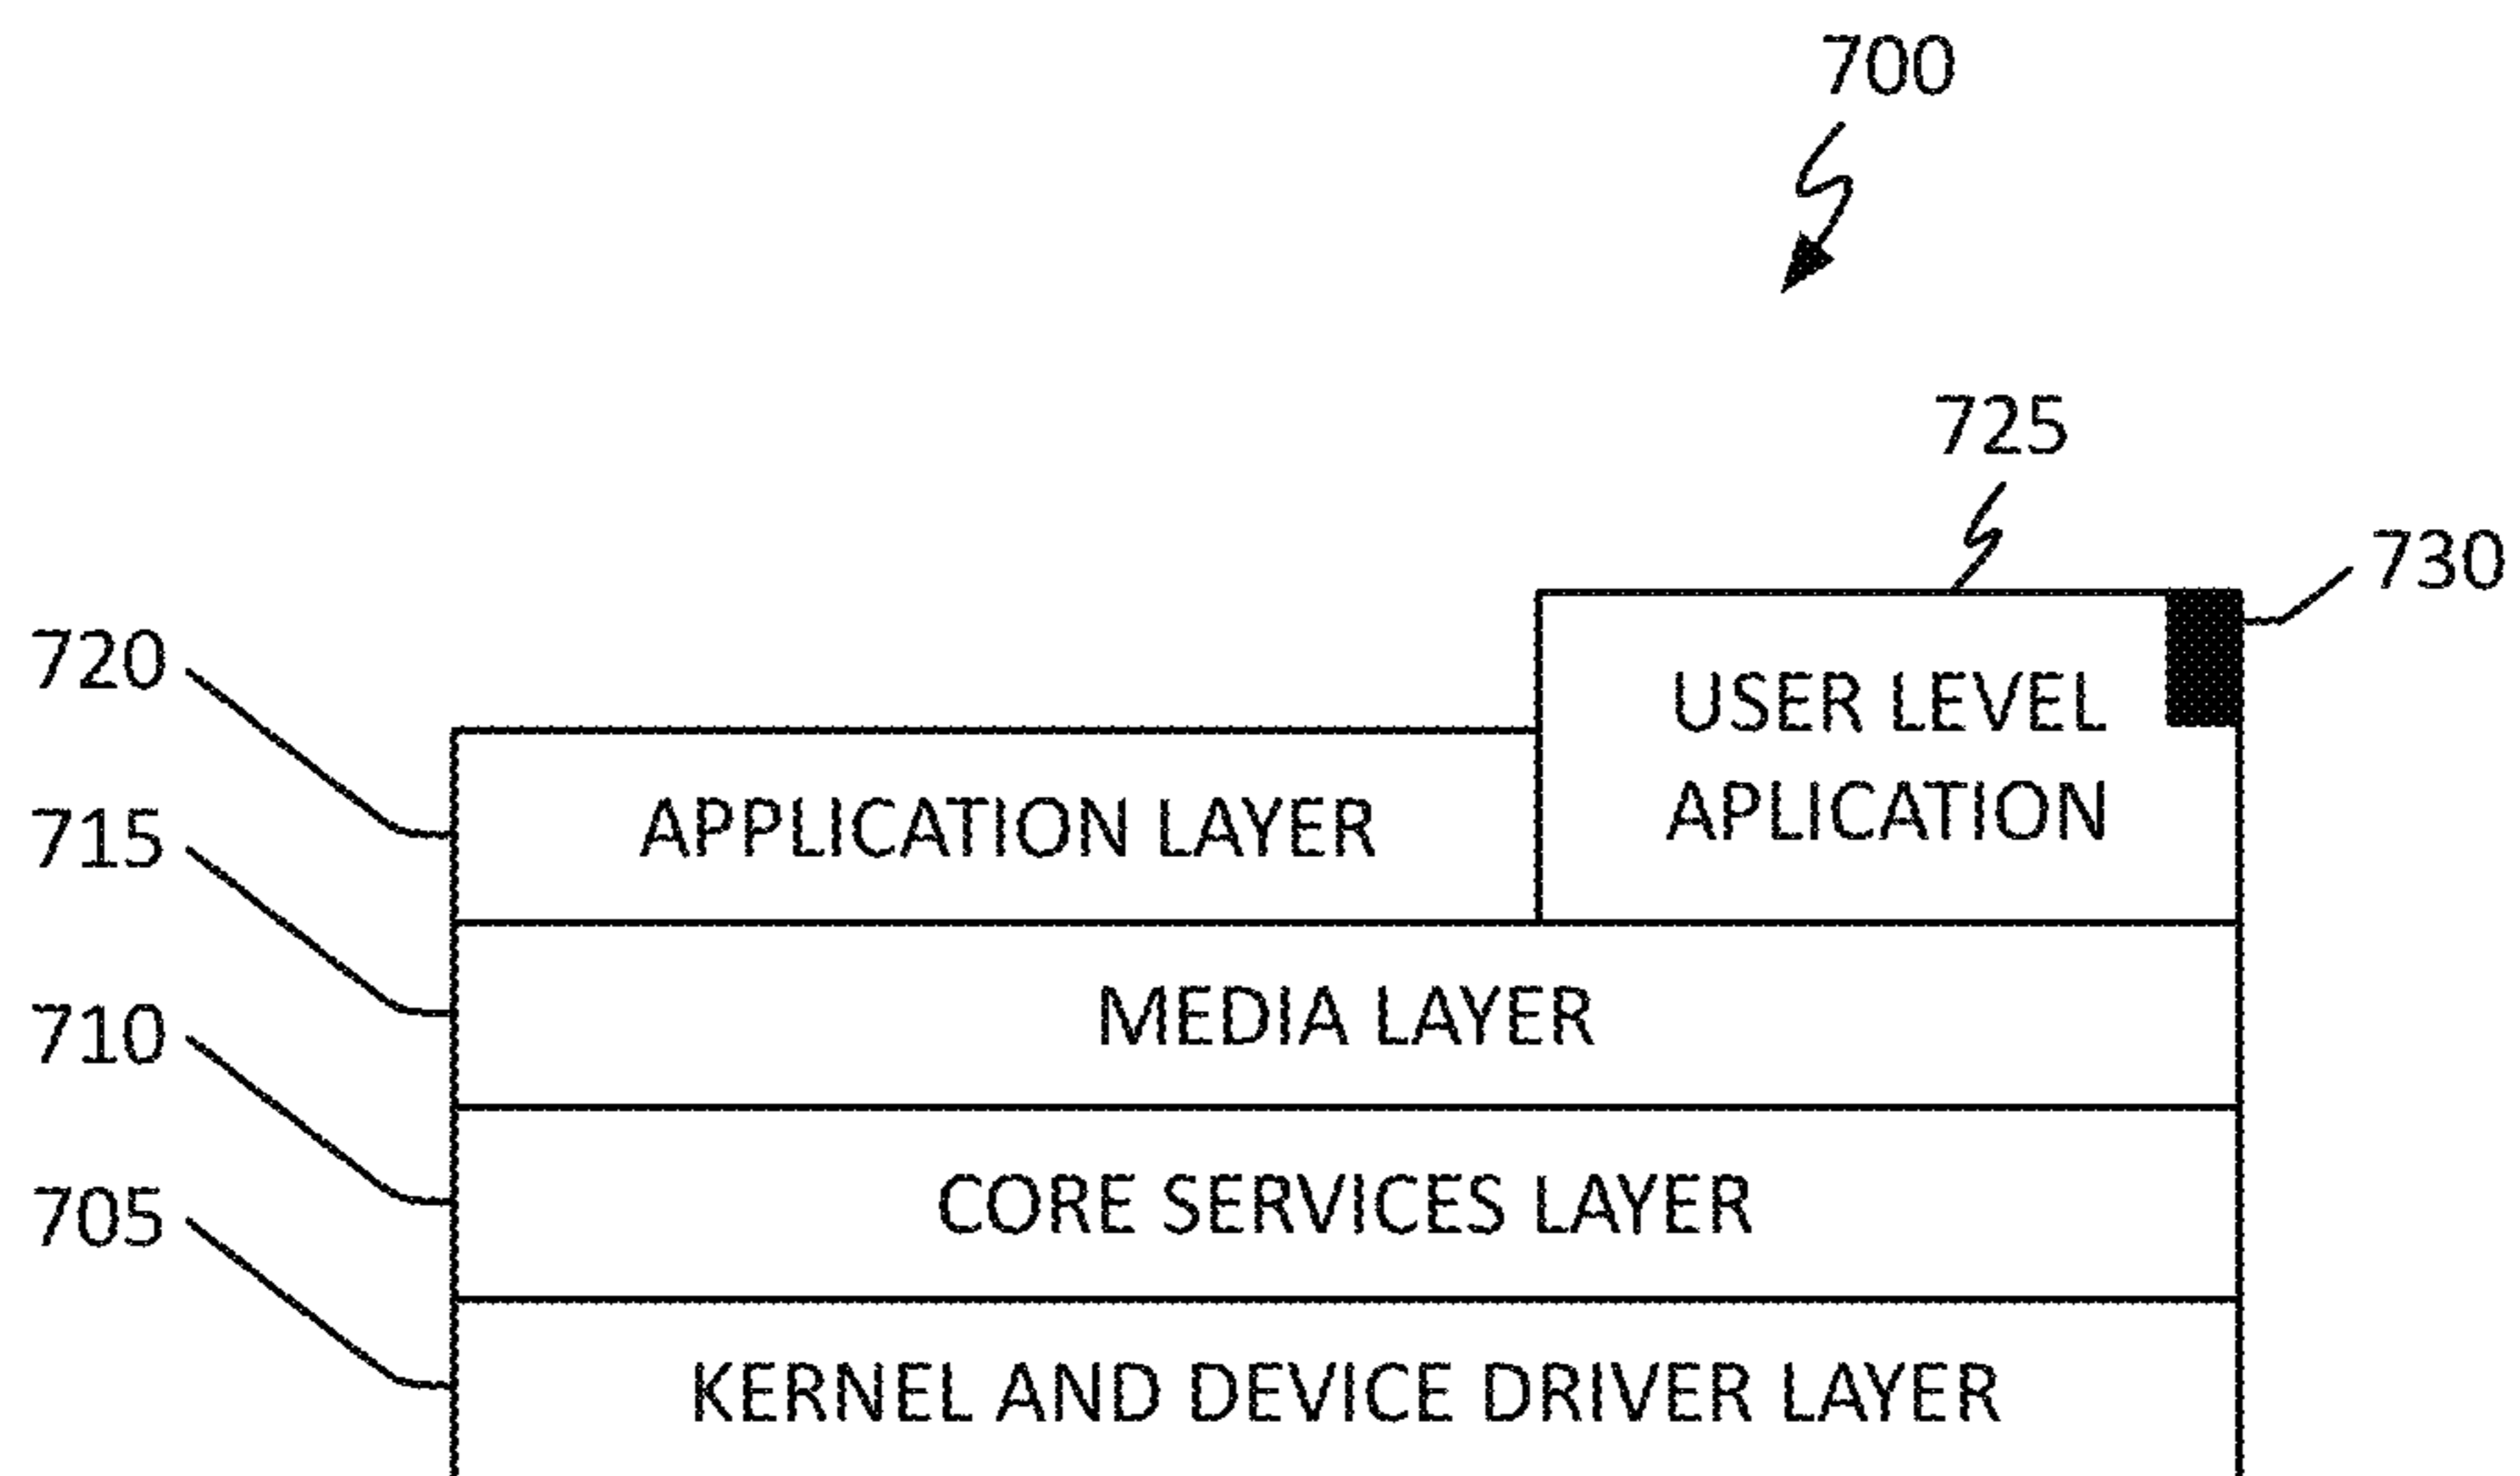 700
725
730
720
USER LEVEL
APLICATION
APPLICATION LAYER
715
MEDIA LAYER
710
CORE SERVICES LAYER
705
KERNEL AND DEVICE DRIVER LAYER